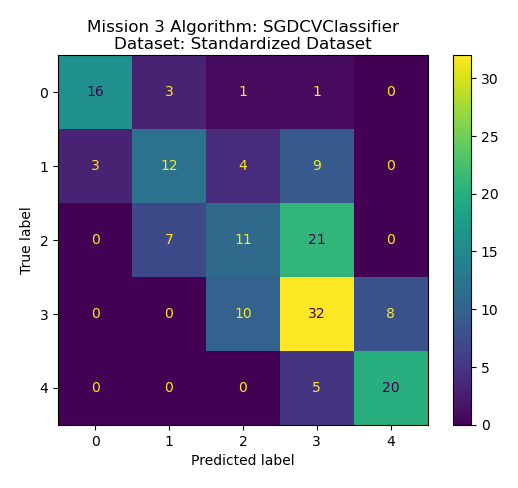 Mission 3 Algorithm: SGDCVClassifier
Dataset: Standardized Dataset
True label
0 16 3 1 1 0
1 3 12 4 9 0
2 0 7 11 21 0
3 0 0 10 32 8
4 0 0 0 5 20
0 1 2 3 4
Predicted label
30
25
20
15
10
5
0